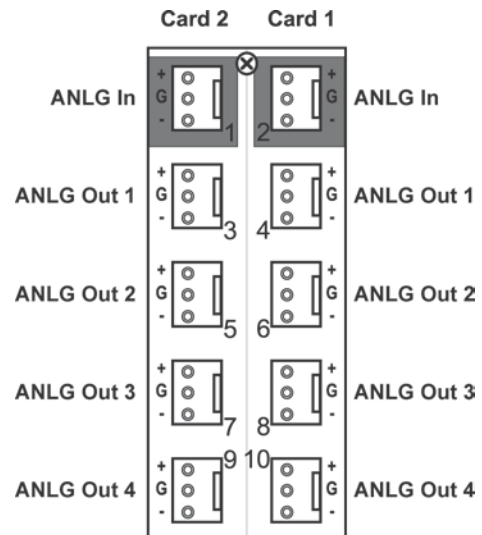 Card 2 Card 1
ANLG In + + ANLG In
G G
- 1 2 -
ANLG Out 1 + + ANLG Out 1
G G
- 3 4 -
ANLG Out 2 + + ANLG Out 2
G G
- 5 6 -
ANLG Out 3 + + ANLG Out 3
G G
- 7 8 -
9 10
ANLG Out 4 + + ANLG Out 4
G G
- -